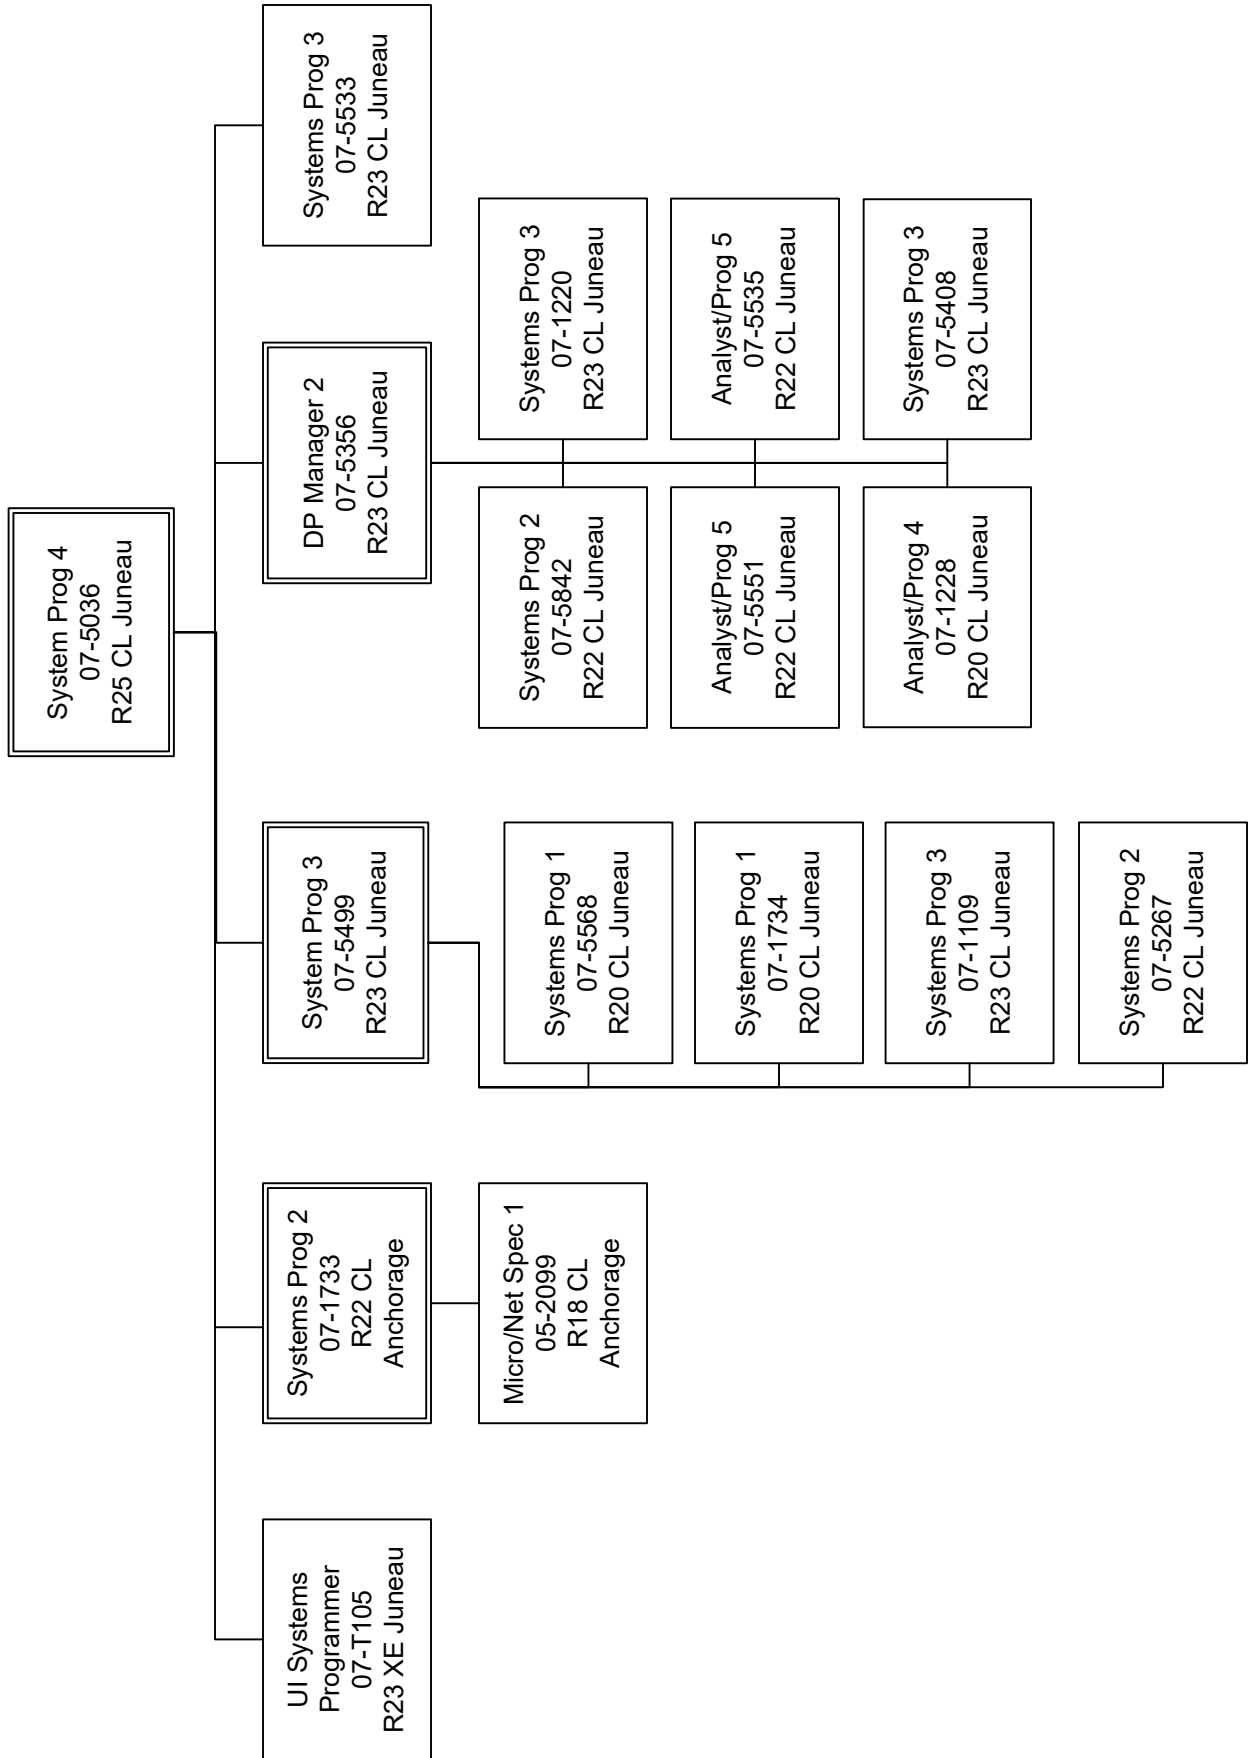 System Prog 4
07-5036
R25 CL Juneau
UI Systems
Programmer
07-T105
R23 XE Juneau
Systems Prog 2
07-1733
R22 CL
Anchorage
System Prog 3
07-5499
R23 CL Juneau
DP Manager 2
07-5356
R23 CL Juneau
Systems Prog 3
07-5533
R23 CL Juneau
Micro/Net Spec 1
05-2099
R18 CL
Anchorage
Systems Prog 1
07-5568
R20 CL Juneau
Systems Prog 1
07-1734
R20 CL Juneau
Systems Prog 3
07-1109
R23 CL Juneau
Systems Prog 2
07-5267
R22 CL Juneau
Systems Prog 2
07-5842
R22 CL Juneau
Systems Prog 3
07-1220
R23 CL Juneau
Analyst/Prog 5
07-5551
R22 CL Juneau
Analyst/Prog 5
07-5535
R22 CL Juneau
Analyst/Prog 4
07-1228
R20 CL Juneau
Systems Prog 3
07-5408
R23 CL Juneau